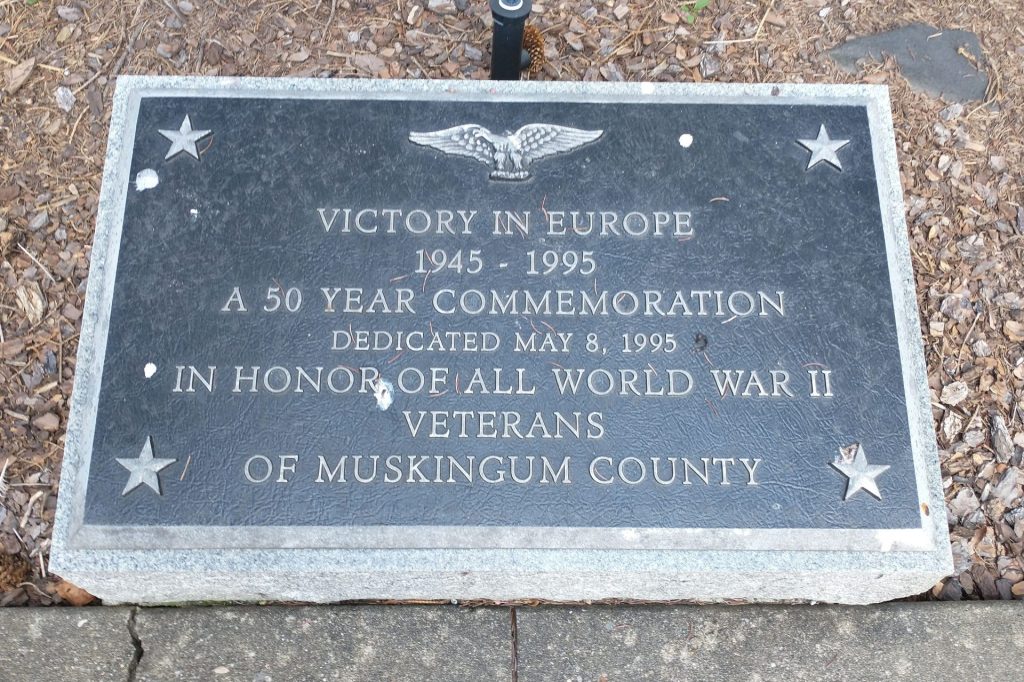 VICTORY IN EUROPE
1945 - 1995
A 50 YEAR COMMEMORATION
DEDICATED MAY 8, 1995
IN HONOR OF ALL WORLD WAR II
VETERANS
OF MUSKINGUM COUNTY